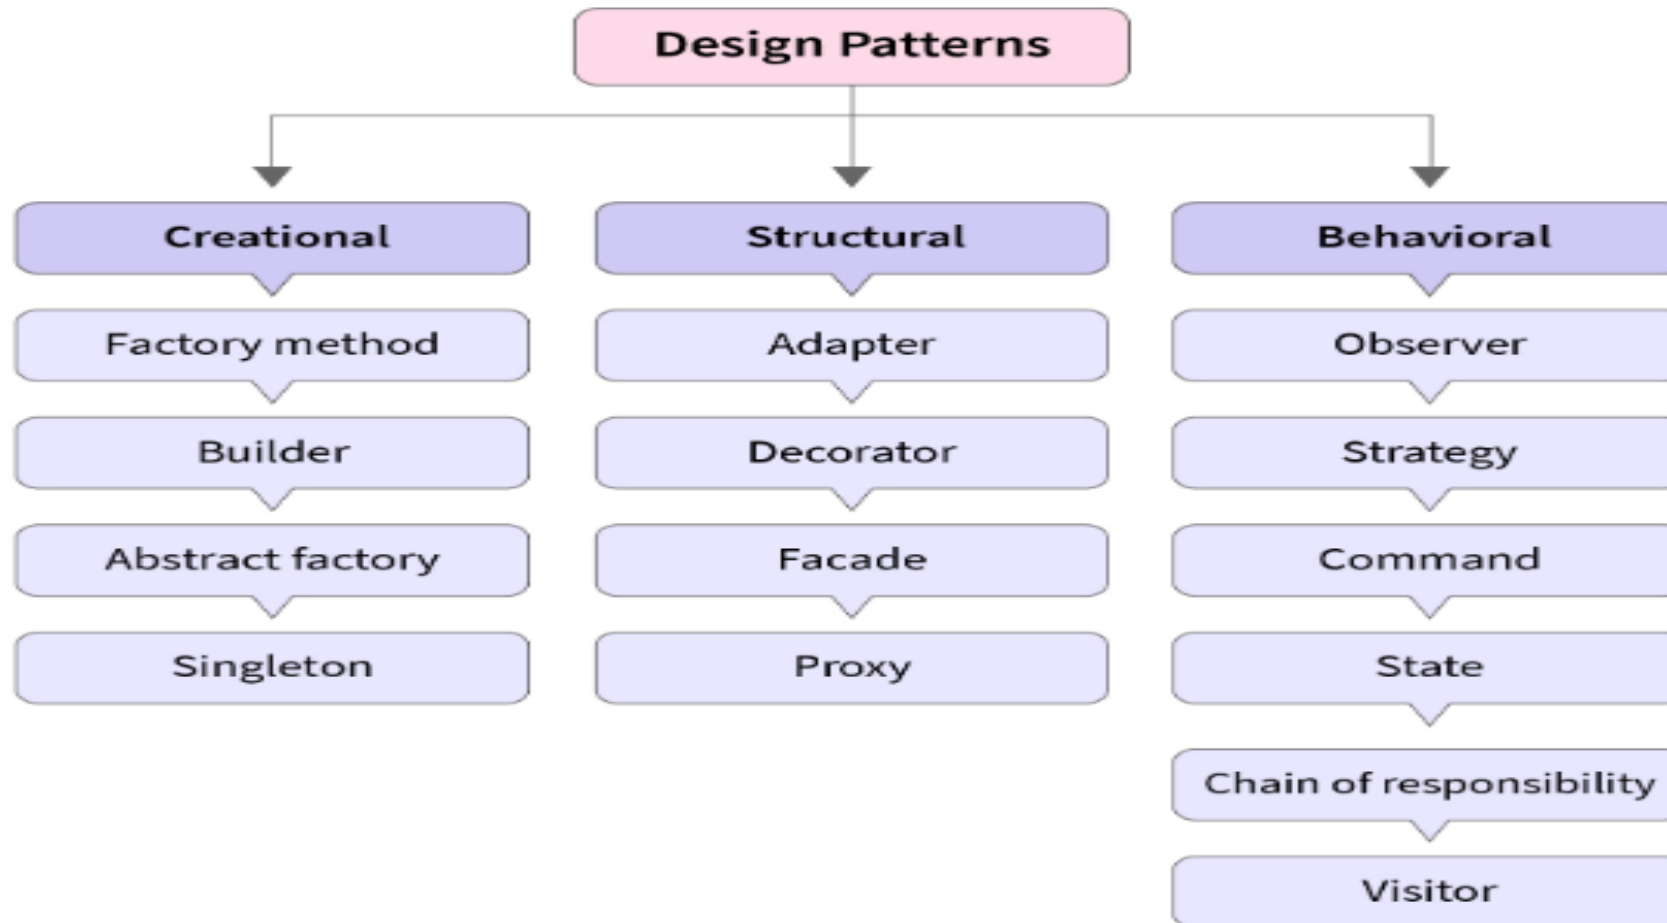 Design Patterns
Creational
Factory method
Builder
Abstract factory
Singleton
Structural
Adapter
Decorator
Facade
Proxy
Behavioral
Observer
Strategy
Command
State
Chain of responsibility
Visitor